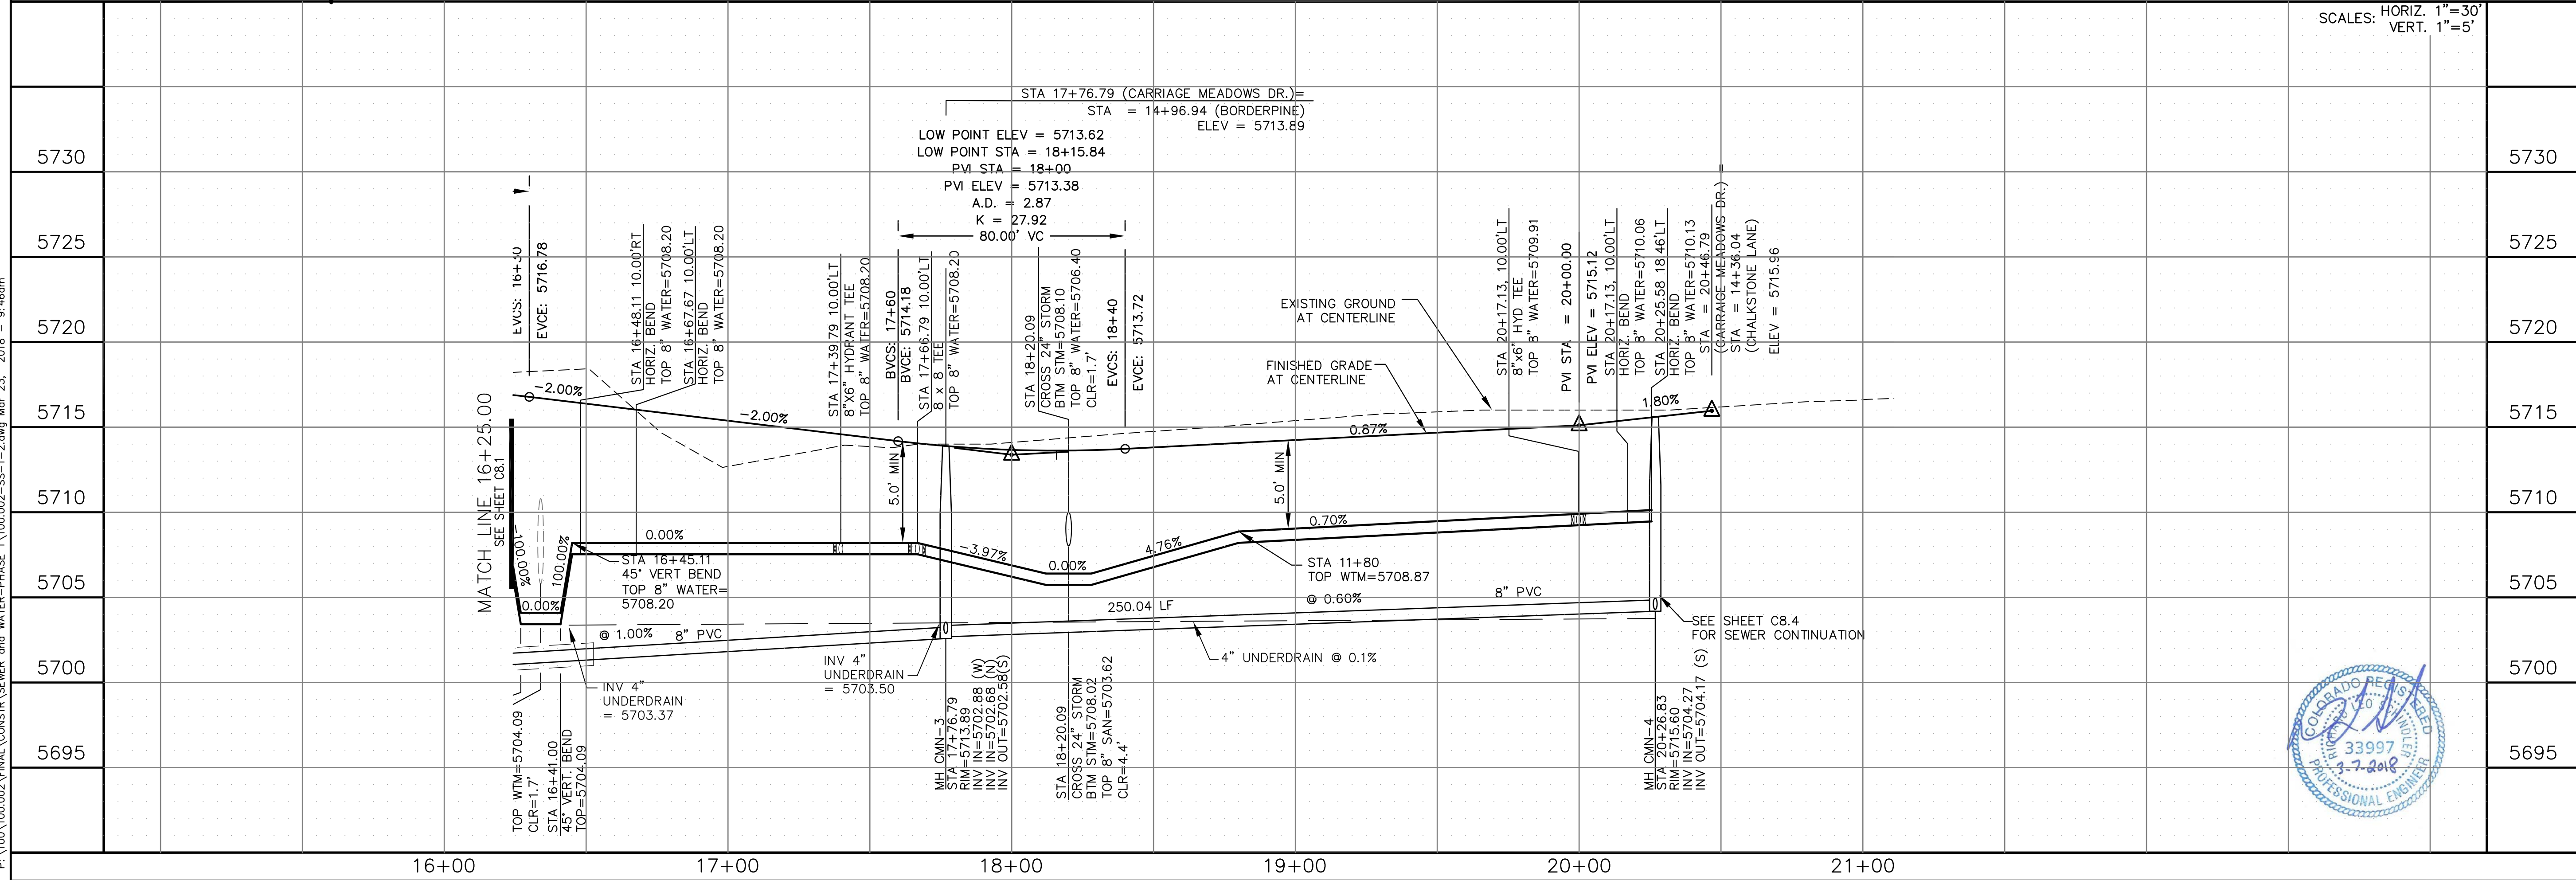 SCALES: HORIZ. 1"=30'
VERT. 1"=5'
STA 17+76.79 (CARRIAGE MEADOWS DR.)=
STA = 14+96.94 (BORDERPINE)
ELEV = 5713.89
LOW POINT ELEV = 5713.62
LOW POINT STA = 18+15.84
PVI STA = 18+00
PVI ELEV = 5713.38
A.D. = 2.87
K = 27.92
80.00' VC
5730
5725
5720
5715
5710
5705
5700
5695
5730
5725
5720
5715
5710
5705
5700
5695
EVCS: 16+30
EVCE: 5716.78
STA 16+48.11 10.00'RT
HORIZ. BEND
TOP 8" WATER=5708.20
STA 16+67.67 10.00'LT
HORIZ. BEND
TOP 8" WATER=5708.20
STA 17+39.79 10.00'LT
8"X6" HYDRANT TEE
TOP 8" WATER=5708.20
BVCS: 17+60
BVCE: 5714.18
STA 17+66.79 10.00'LT
8 x 8 TEE
TOP 8" WATER=5708.20
STA 18+20.09
CROSS 24" STORM
BTM STM=5708.10
TOP 8" WATER=5706.40
CLR=1.7'
EVCS: 18+40
EVCE: 5713.72
EXISTING GROUND
AT CENTERLINE
FINISHED GRADE
AT CENTERLINE
STA 20+17.13, 10.00'LT
8"x6" HYD TEE
TOP 8" WATER=5709.91
PVI STA = 20+00.00
PVI ELEV = 5715.12
STA 20+17.13, 10.00'LT
HORIZ. BEND
TOP 8" WATER=5710.06
STA 20+25.58 18.46'LT
HORIZ. BEND
TOP 8" WATER=5710.13
STA = 20+46.79
(CARRAIGE MEADOWS DR.) =
STA = 14+36.04
(CHALKSTONE LANE)
ELEV = 5715.96
MATCH LINE 16+25.00
SEE SHEET C8.1
-2.00%
-2.00%
0.87%
1.80%
5.0' MIN
5.0' MIN
100.00%
0.00%
100.00%
0.00%
-3.97%
0.00%
4.76%
0.70%
STA 16+45.11
45° VERT BEND
TOP 8" WATER=
5708.20
STA 11+80
TOP WTM=5708.87
@ 1.00% 8" PVC
250.04 LF
@ 0.60%
8" PVC
INV 4"
UNDERDRAIN
= 5703.37
INV 4"
UNDERDRAIN
= 5703.50
4" UNDERDRAIN @ 0.1%
SEE SHEET C8.4
FOR SEWER CONTINUATION
TOP WTM=5704.09
CLR=1.7'
STA 16+41.00
45° VERT. BEND
TOP=5704.09
MH CMN-3
STA 17+76.79
RIM=5713.89
INV IN=5702.88 (W)
INV IN=5702.68 (N)
INV OUT=5702.58(S)
STA 18+20.09
CROSS 24" STORM
BTM STM=5708.02
TOP 8" SAN=5703.62
CLR=4.4'
MH CMN-4
STA 20+26.83
RIM=5715.60
INV IN=5704.27
INV OUT=5704.17 (S)
COLORADO REGISTERED
33997
3-7-2018
PROFESSIONAL ENGINEER
16+00
17+00
18+00
19+00
20+00
21+00